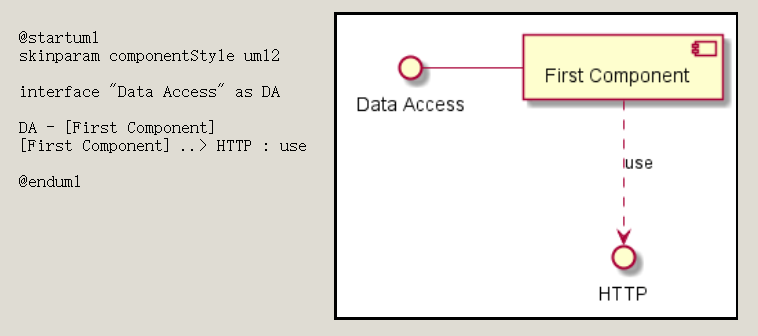 @startuml
skinparam componentStyle uml2
interface "Data Access" as DA
DA - [First Component]
[First Component] ..> HTTP : use
@enduml
First Component
Data Access
use
HTTP